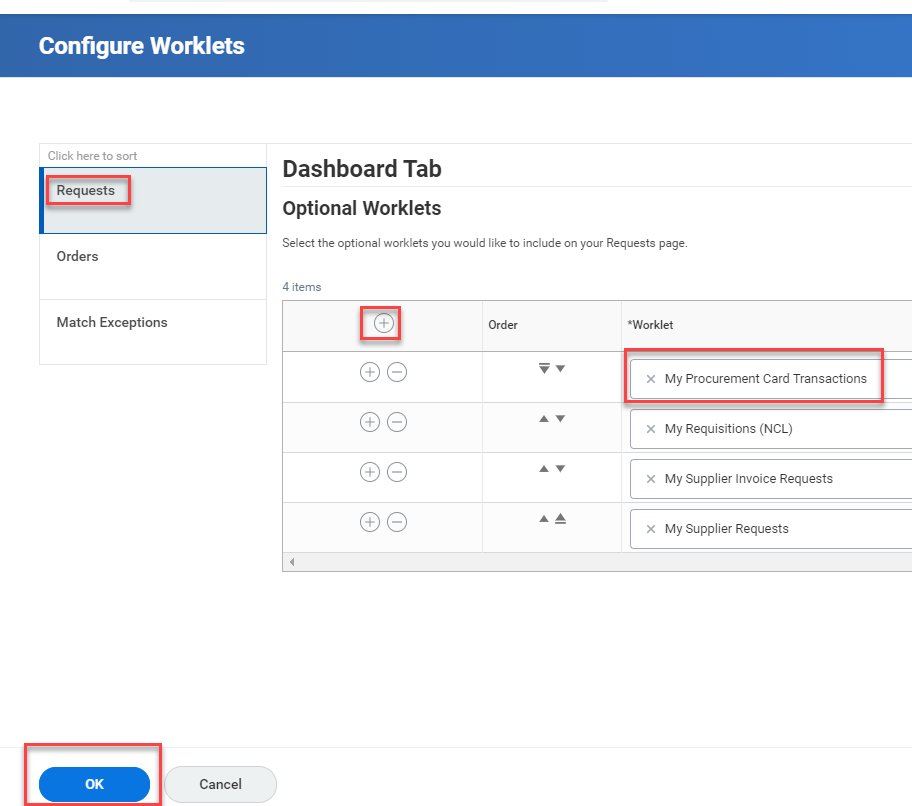 Configure Worklets
Click here to sort
Requests
Orders
Match Exceptions
Dashboard Tab
Optional Worklets
Select the optional worklets you would like to include on your Requests page.
4 items
Order
*Worklet
My Procurement Card Transactions
My Requisitions (NCL)
My Supplier Invoice Requests
My Supplier Requests
OK
Cancel